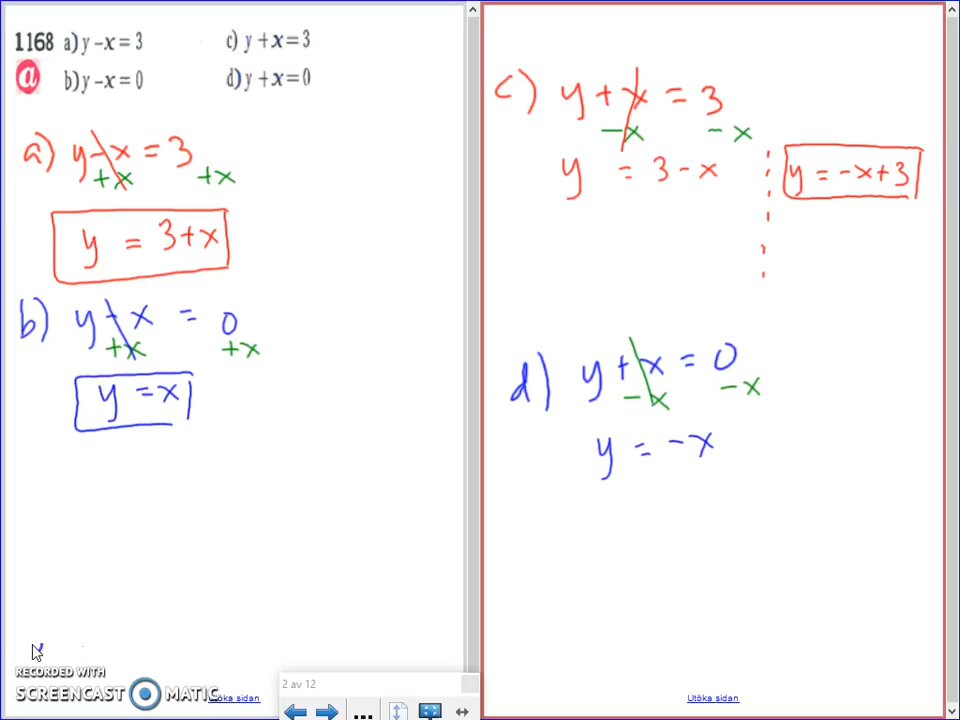 1168 a) y - x = 3 c) y + x = 3
a b) y - x = 0 d) y + x = 0
a) y - x = 3
+x +x
y = 3+x
b) y - x = 0
+x +x
y = x
c) y + x = 3
-x -x
y = 3 - x
y = -x+3
d) y + x = 0
-x -x
y = -x
RECORDED WITH
SCREENCAST MATIC
Utöka sidan
2 av 12
Utöka sidan